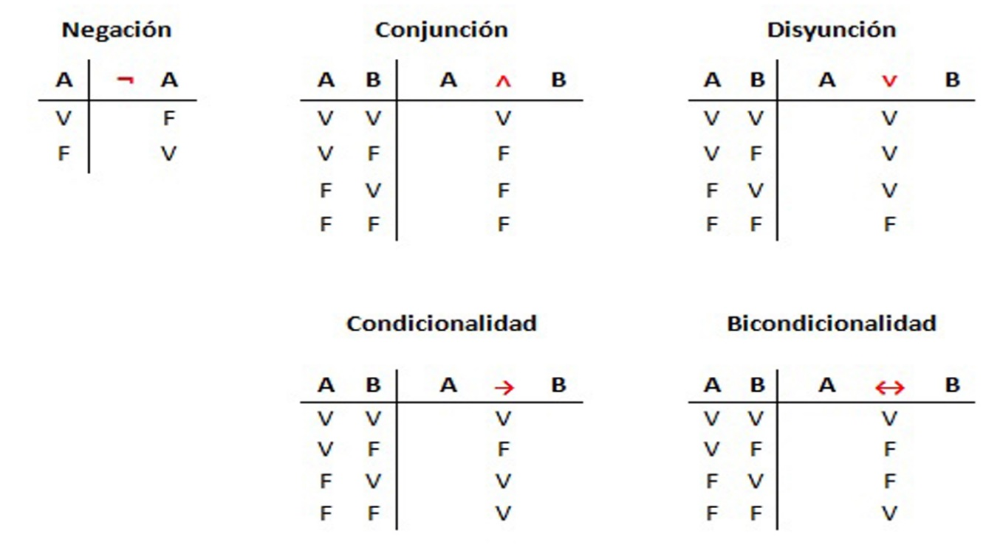 Negación
A ¬ A
V F
F V
Conjunción
A B A ∧ B
V V V
V F F
F V F
F F F
Disyunción
A B A ∨ B
V V V
V F V
F V V
F F F
Condicionalidad
A B A → B
V V V
V F F
F V V
F F V
Bicondicionalidad
A B A ↔ B
V V V
V F F
F V F
F F V